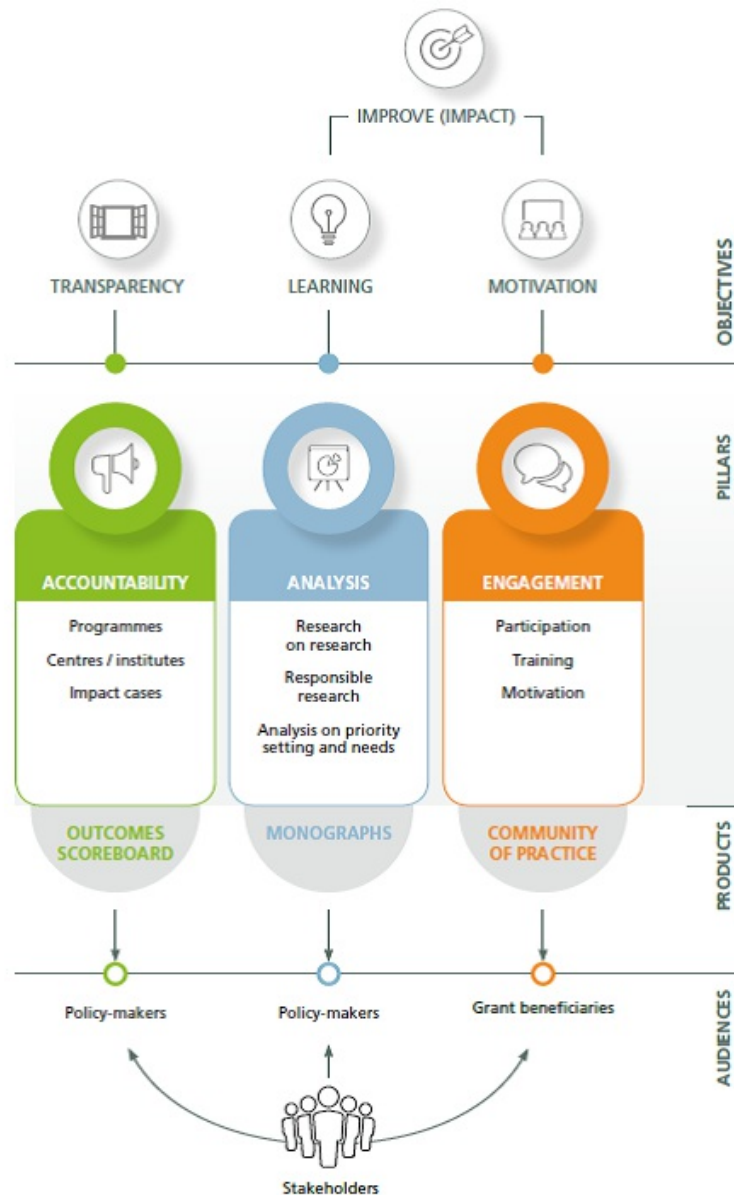 IMPROVE (IMPACT)
TRANSPARENCY
LEARNING
MOTIVATION
OBJECTIVES
PILLARS
ACCOUNTABILITY
Programmes
Centres / institutes
Impact cases
ANALYSIS
Research
on research
Responsible
research
Analysis on priority
setting and needs
ENGAGEMENT
Participation
Training
Motivation
OUTCOMES
SCOREBOARD
MONOGRAPHS
COMMUNITY
OF PRACTICE
PRODUCTS
Policy-makers
Policy-makers
Grant beneficiaries
AUDIENCES
Stakeholders